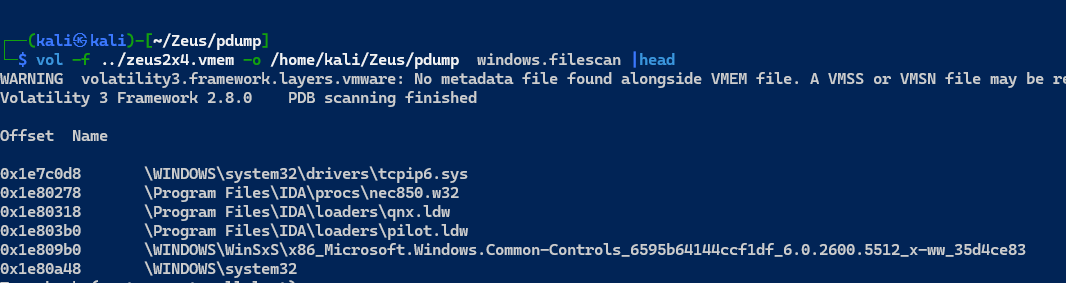 ┌──(kali㉿kali)-[~/Zeus/pdump]
└─$ vol -f ../zeus2x4.vmem -o /home/kali/Zeus/pdump  windows.filescan |head
WARNING  volatility3.framework.layers.vmware: No metadata file found alongside VMEM file. A VMSS or VMSN file may be re
Volatility 3 Framework 2.8.0    PDB scanning finished
Offset  Name
0x1e7c0d8       \WINDOWS\system32\drivers\tcpip6.sys
0x1e80278       \Program Files\IDA\procs\nec850.w32
0x1e80318       \Program Files\IDA\loaders\qnx.ldw
0x1e803b0       \Program Files\IDA\loaders\pilot.ldw
0x1e809b0       \WINDOWS\WinSxS\x86_Microsoft.Windows.Common-Controls_6595b64144ccf1df_6.0.2600.5512_x-ww_35d4ce83
0x1e80a48       \WINDOWS\system32